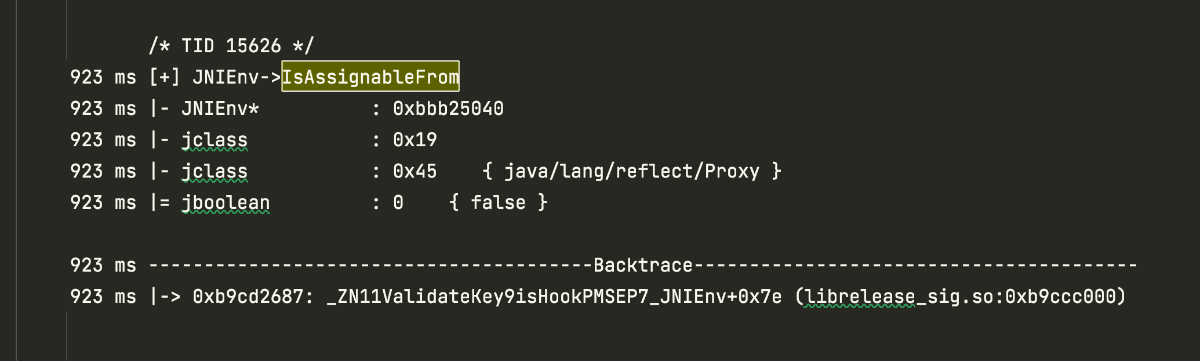 /* TID 15626 */
923 ms [+] JNIEnv->IsAssignableFrom
923 ms |- JNIEnv*          : 0xbbb25040
923 ms |- jclass           : 0x19
923 ms |- jclass           : 0x45    { java/lang/reflect/Proxy }
923 ms |= jboolean         : 0    { false }
923 ms ----------------------------------------Backtrace----------------------------------------
923 ms |-> 0xb9cd2687: _ZN11ValidateKey9isHookPMSEP7_JNIEnv+0x7e (librelease_sig.so:0xb9ccc000)